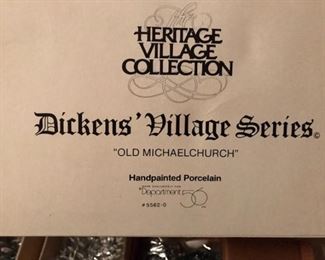 THE
HERITAGE
VILLAGE
COLLECTION
Dickens' Village Series©
"OLD MICHAELCHURCH"
Handpainted Porcelain
Department 56
#5562-0